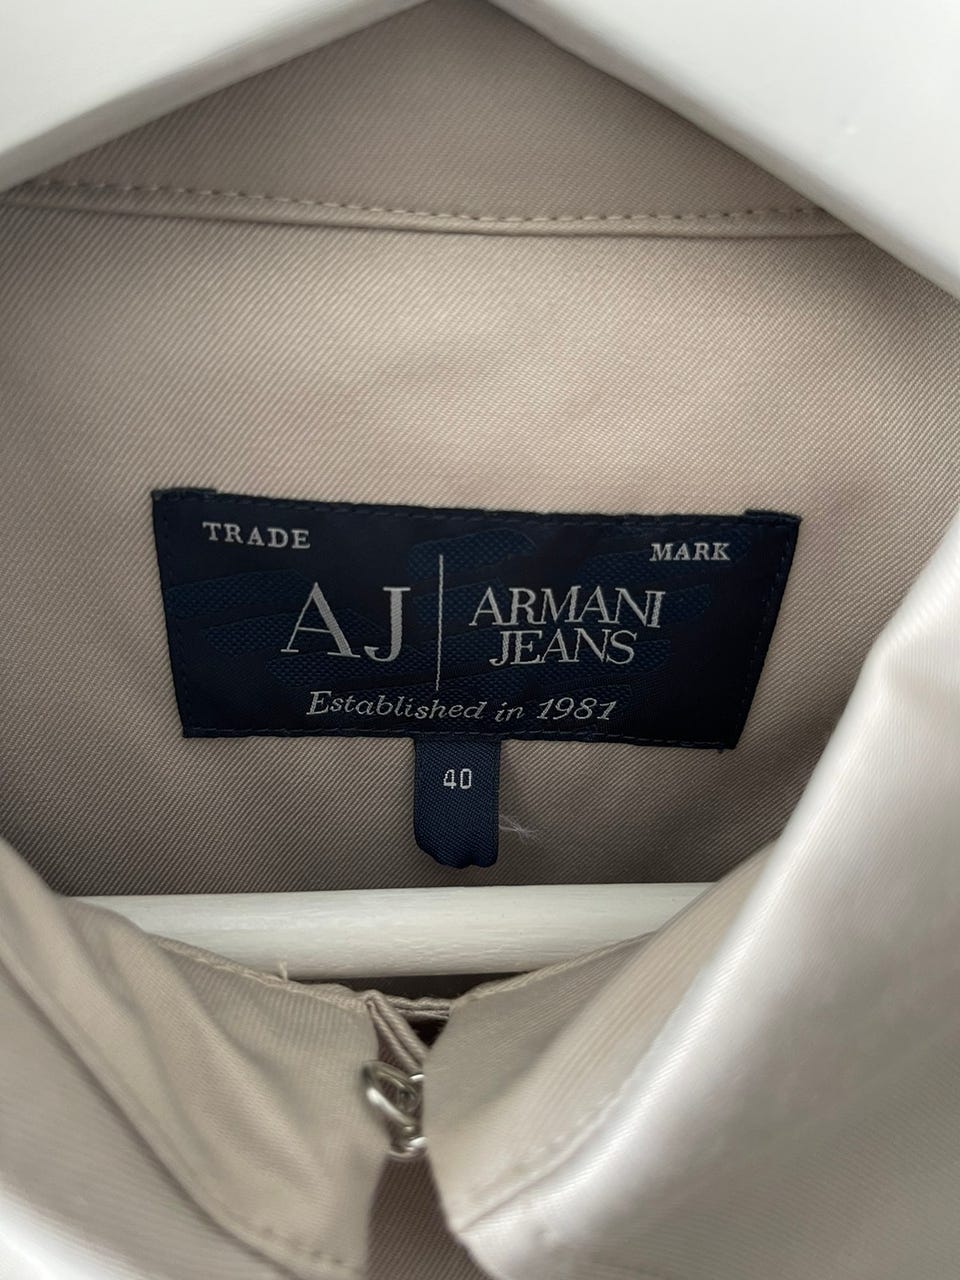 TRADE MARK
AJ ARMANI
JEANS
Established in 1981
40